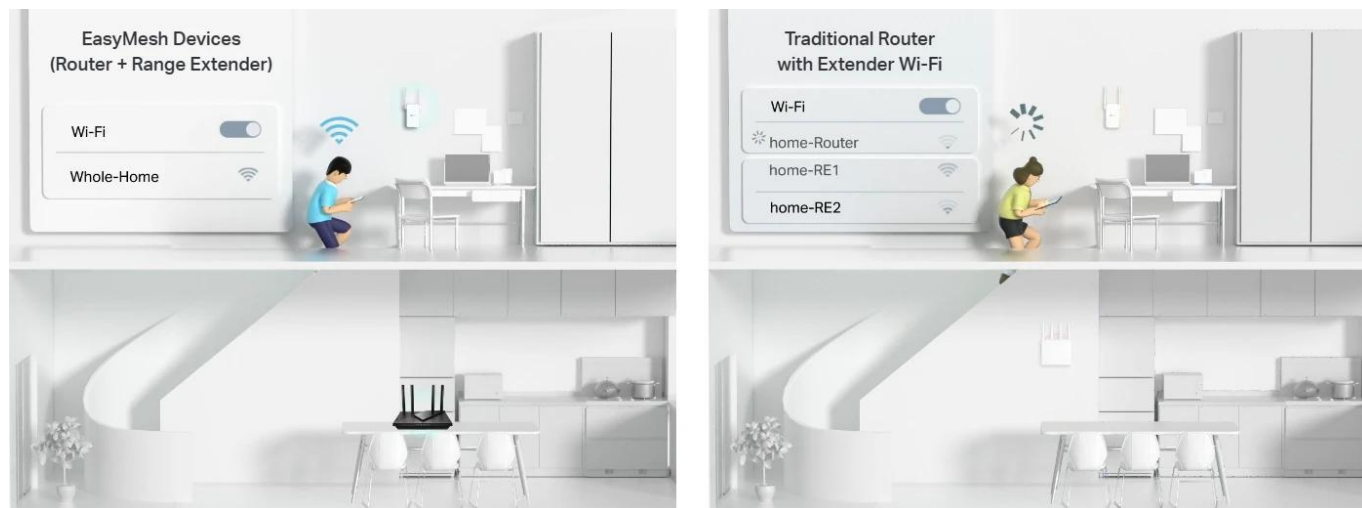 EasyMesh Devices
(Router + Range Extender)
Wi-Fi
Whole-Home
Traditional Router
with Extender Wi-Fi
Wi-Fi
home-Router
home-RE1
home-RE2